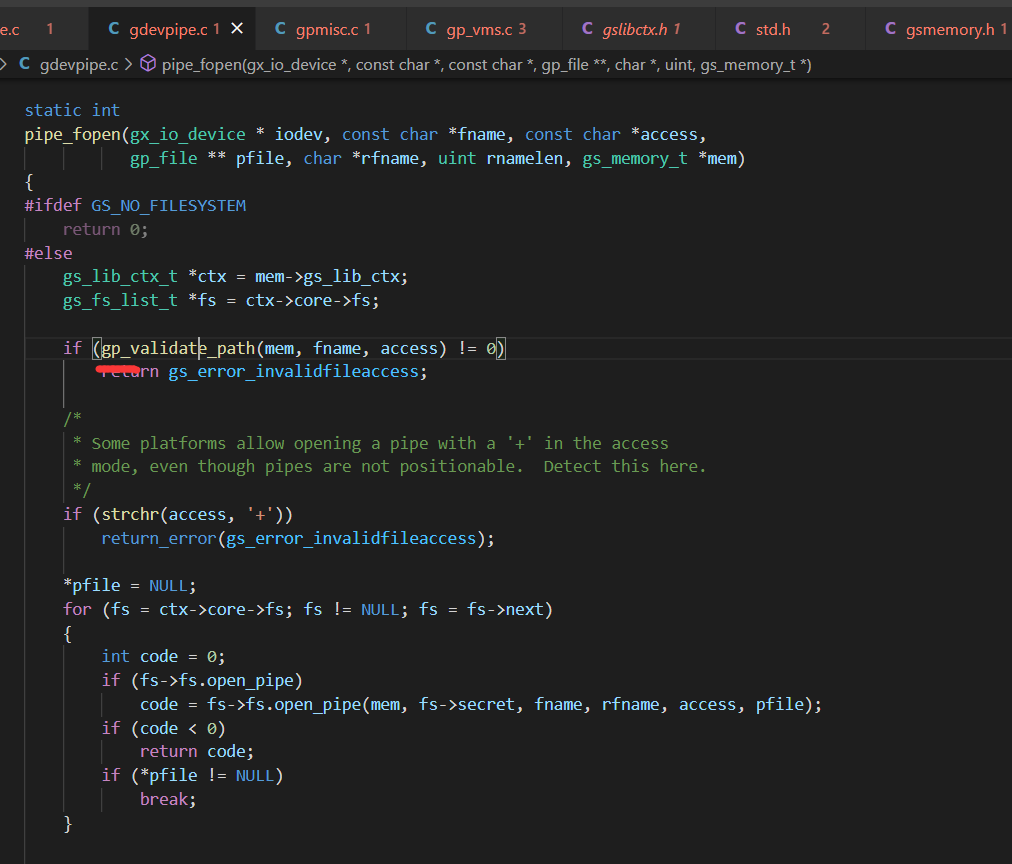 e.c 1 C gdevpipe.c 1 × C gpmisc.c 1 C gp_vms.c 3 C gslibctx.h 1 C std.h 2 C gsmemory.h 1
> C gdevpipe.c > pipe_fopen(gx_io_device *, const char *, const char *, gp_file **, char *, uint, gs_memory_t *)
static int
pipe_fopen(gx_io_device * iodev, const char *fname, const char *access,
gp_file ** pfile, char *rfname, uint rnamelen, gs_memory_t *mem)
{
#ifdef GS_NO_FILESYSTEM
return 0;
#else
gs_lib_ctx_t *ctx = mem->gs_lib_ctx;
gs_fs_list_t *fs = ctx->core->fs;
if (gp_validate_path(mem, fname, access) != 0)
return gs_error_invalidfileaccess;
/*
* Some platforms allow opening a pipe with a '+' in the access
* mode, even though pipes are not positionable.  Detect this here.
*/
if (strchr(access, '+'))
return_error(gs_error_invalidfileaccess);
*pfile = NULL;
for (fs = ctx->core->fs; fs != NULL; fs = fs->next)
{
int code = 0;
if (fs->fs.open_pipe)
code = fs->fs.open_pipe(mem, fs->secret, fname, rfname, access, pfile);
if (code < 0)
return code;
if (*pfile != NULL)
break;
}